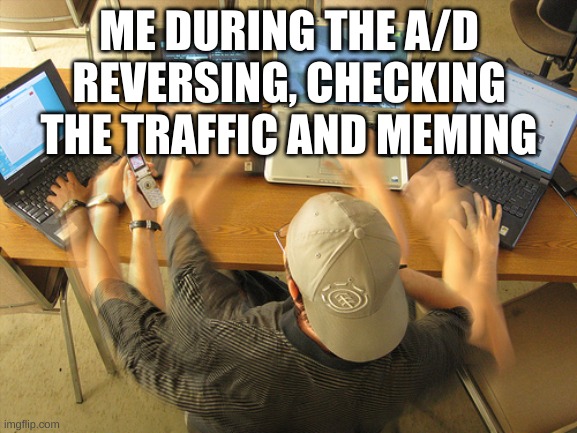 ME DURING THE A/D
REVERSING, CHECKING
THE TRAFFIC AND MEMING
imgflip.com